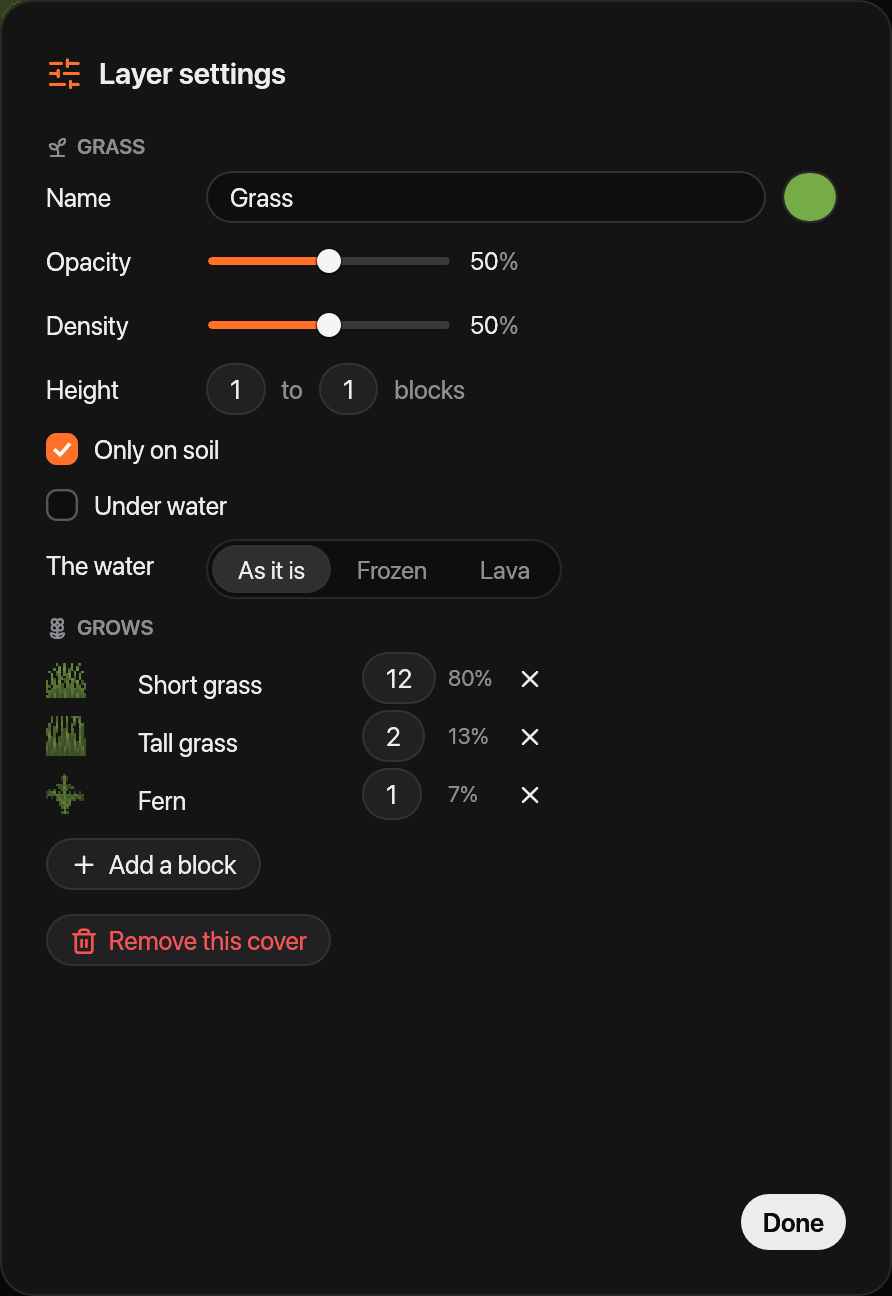 Layer settings
GRASS
Name Grass
Opacity 50%
Density 50%
Height 1 to 1 blocks
Only on soil
Under water
The water As it is Frozen Lava
GROWS
Short grass 12 80%
Tall grass 2 13%
Fern 1 7%
Add a block
Remove this cover
Done